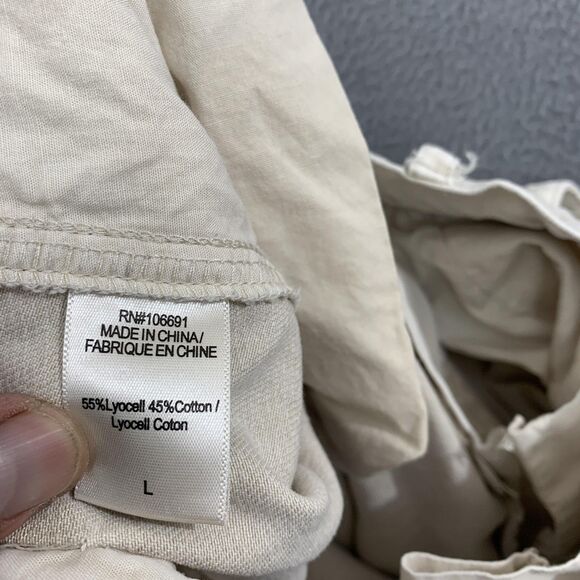 RN#106691
MADE IN CHINA/
FABRIQUE EN CHINE
55%Lyocell 45%Cotton /
Lyocell Coton
L